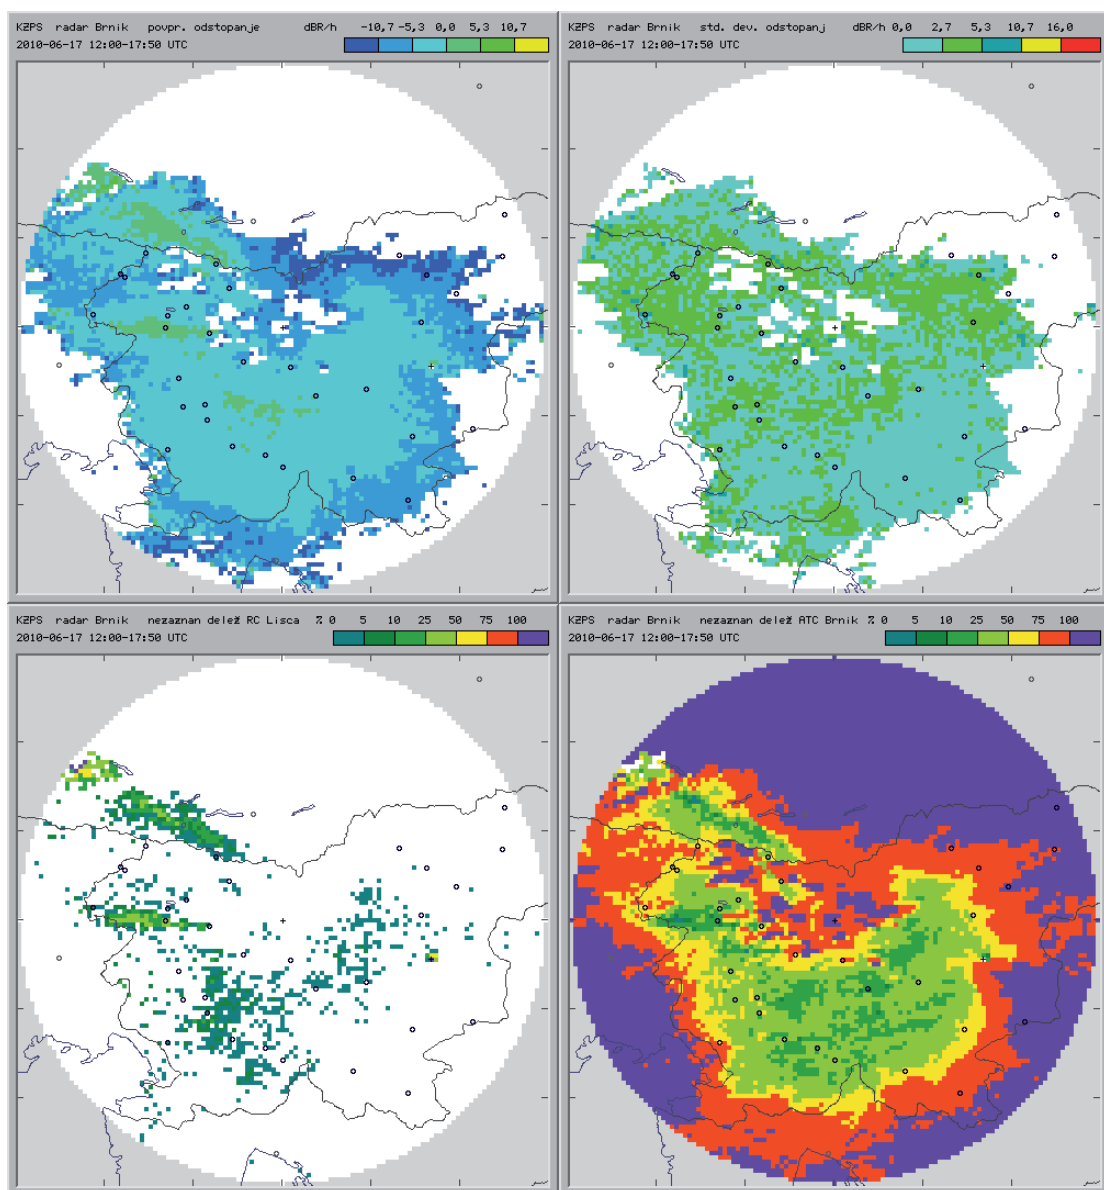 KZPS radar Brnik povpr. odstopanje dBR/h -10,7 -5,3 0,0 5,3 10,7
2010-06-17 12:00-17:50 UTC
KZPS radar Brnik std. dev. odstopanj dBR/h 0,0 2,7 5,3 10,7 16,0
2010-06-17 12:00-17:50 UTC
KZPS radar Brnik nezaznan delež RC Lisca % 0 5 10 25 50 75 100
2010-06-17 12:00-17:50 UTC
KZPS radar Brnik nezaznan delež ATC Brnik % 0 5 10 25 50 75 100
2010-06-17 12:00-17:50 UTC